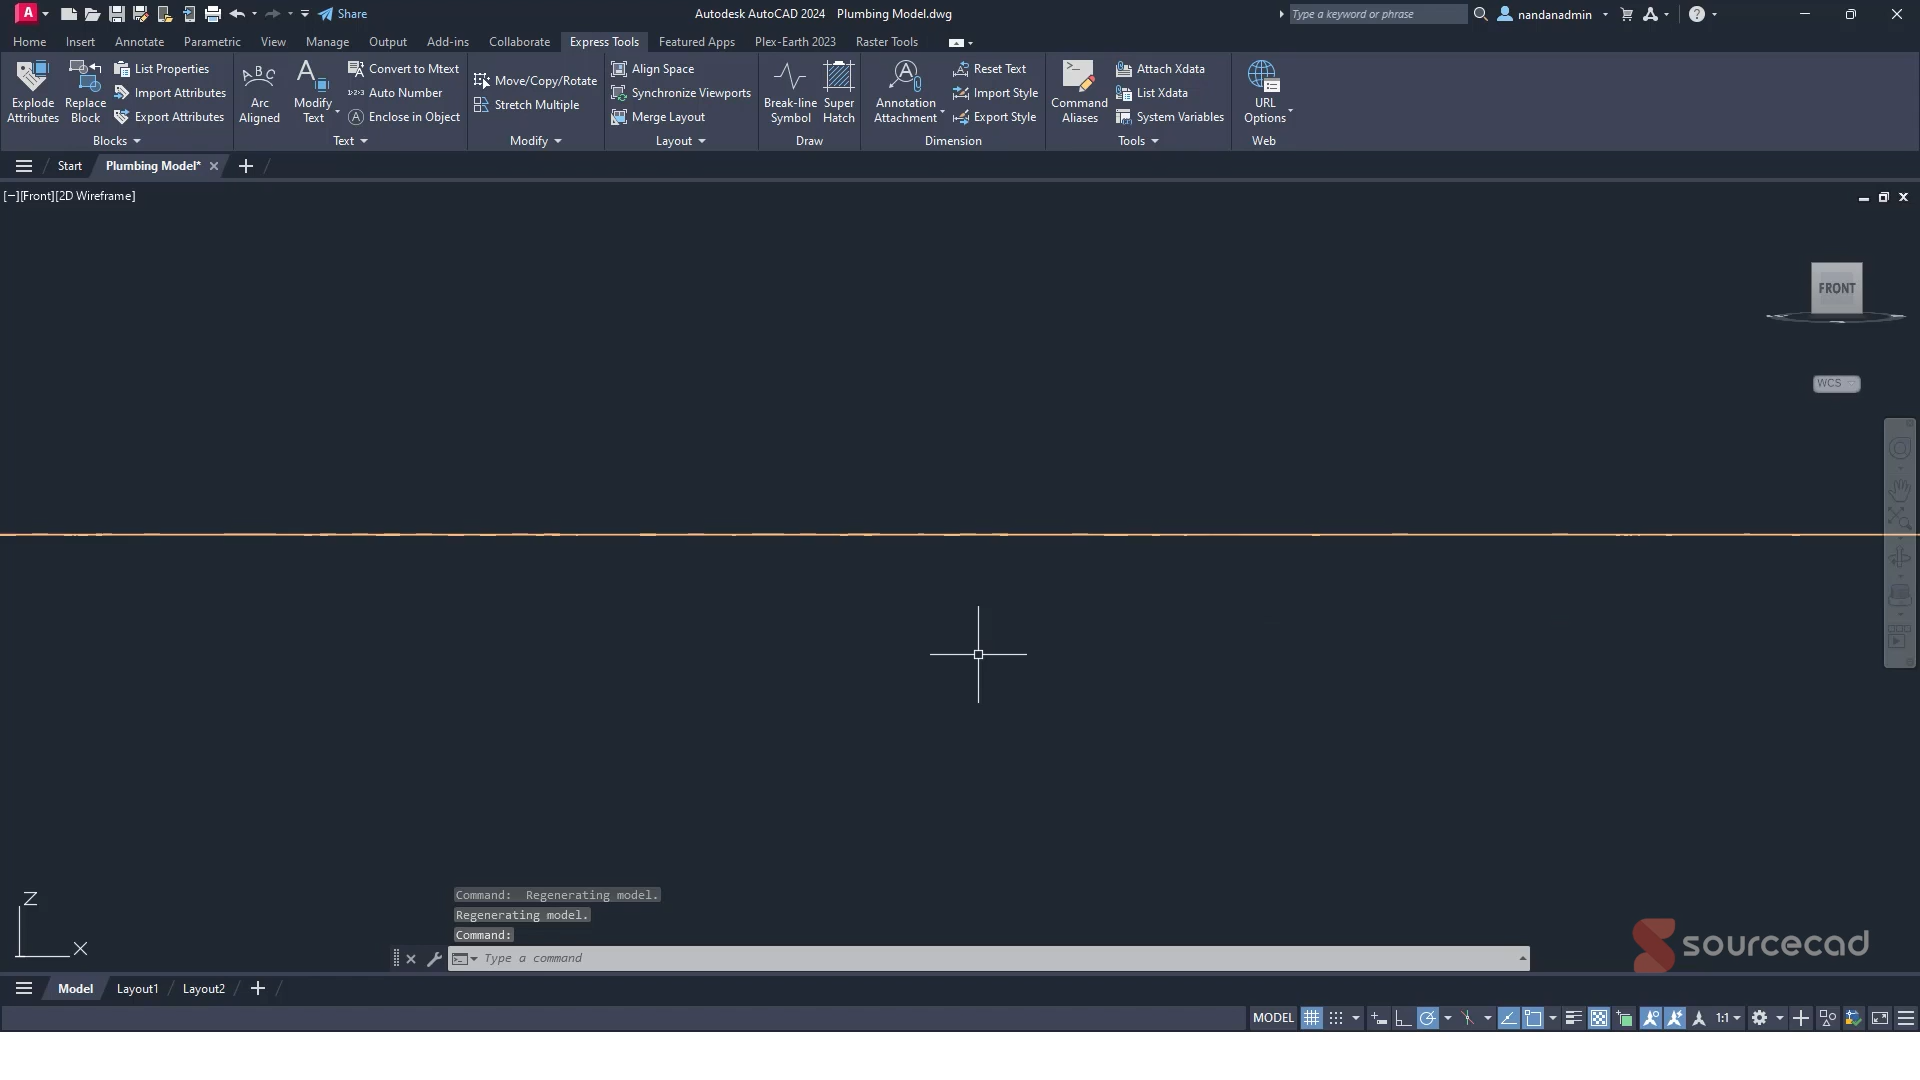 Share
Autodesk AutoCAD 2024 Plumbing Model.dwg
Type a keyword or phrase
nandanadmin
Home Insert Annotate Parametric View Manage Output Add-ins Collaborate Express Tools Featured Apps Plex-Earth 2023 Raster Tools
Explode Attributes
Replace Block
List Properties
Import Attributes
Export Attributes
Blocks
ABC
Arc Aligned
Modify Text
Convert to Mtext
Auto Number
Enclose in Object
Text
Move/Copy/Rotate
Stretch Multiple
Modify
Align Space
Synchronize Viewports
Merge Layout
Layout
Break-line Symbol
Super Hatch
Draw
Annotation Attachment
Reset Text
Import Style
Export Style
Dimension
Command Aliases
Attach Xdata
List Xdata
System Variables
Tools
URL Options
Web
Start Plumbing Model*
[−][Front][2D Wireframe]
FRONT
WCS
Z
X
Command: Regenerating model.
Regenerating model.
Command:
Type a command
sourcecad
Model Layout1 Layout2
MODEL 1:1